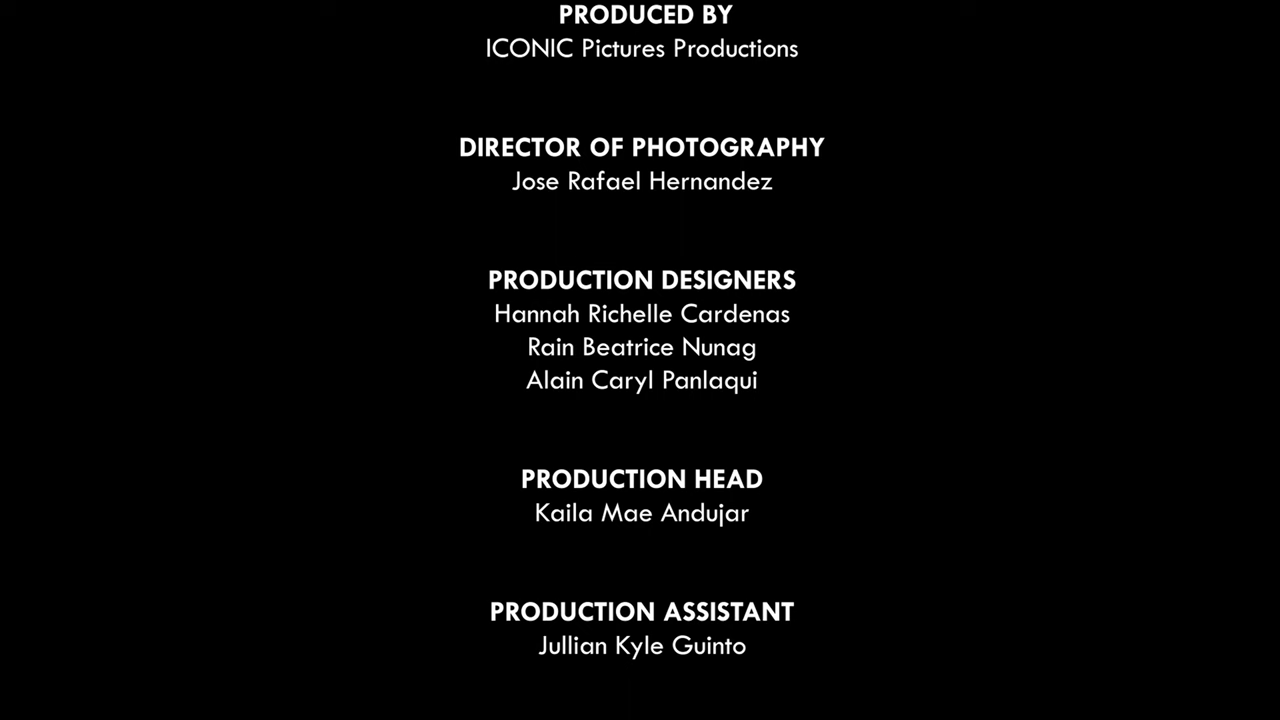 PRODUCED BY
ICONIC Pictures Productions
DIRECTOR OF PHOTOGRAPHY
Jose Rafael Hernandez
PRODUCTION DESIGNERS
Hannah Richelle Cardenas
Rain Beatrice Nunag
Alain Caryl Panlaqui
PRODUCTION HEAD
Kaila Mae Andujar
PRODUCTION ASSISTANT
Jullian Kyle Guinto